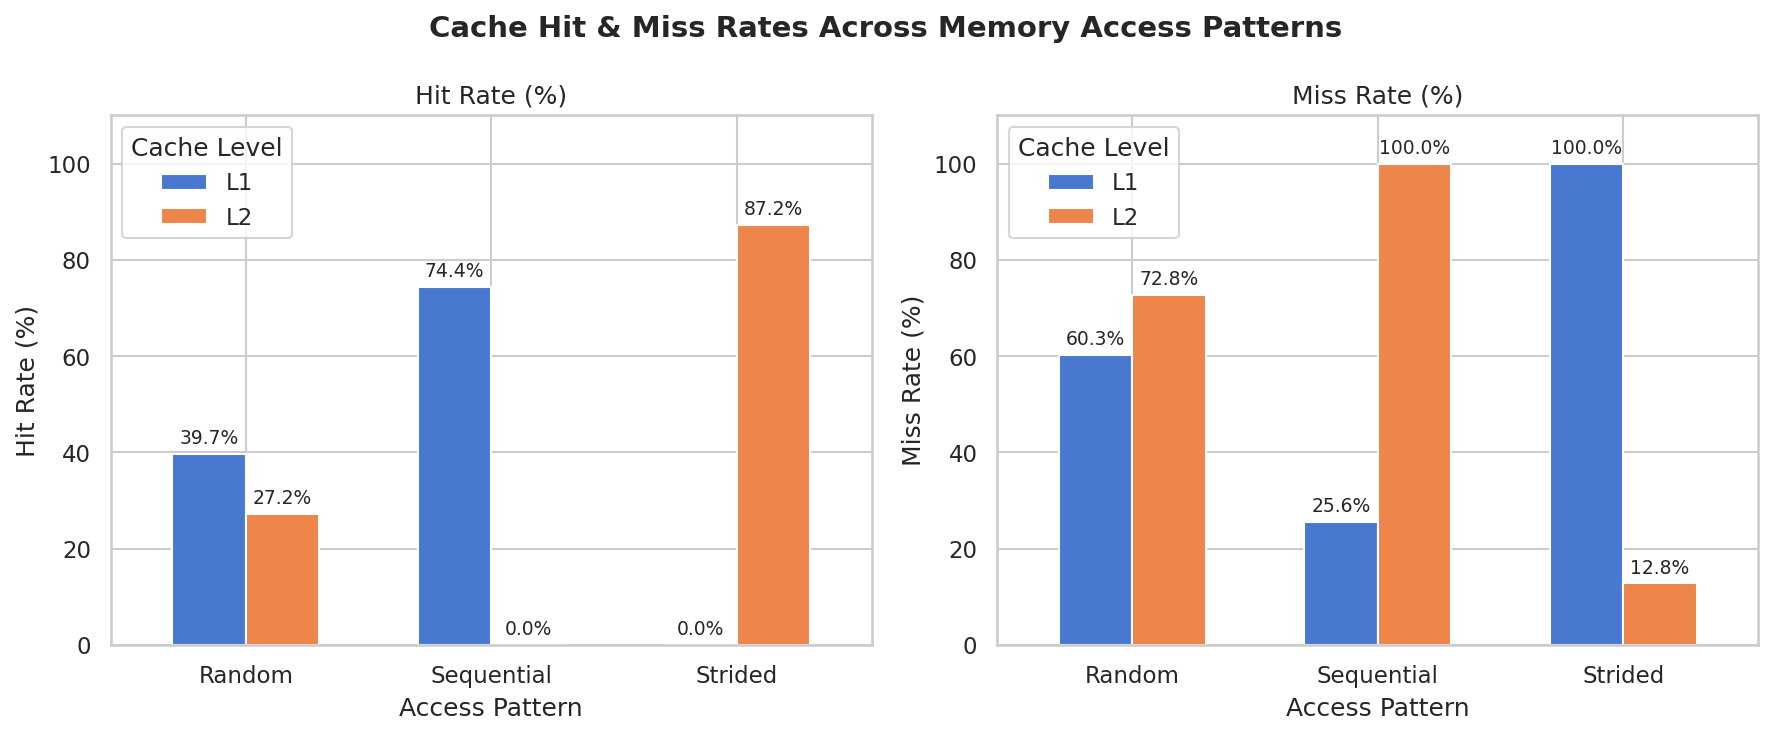 Cache Hit & Miss Rates Across Memory Access Patterns
Hit Rate (%)
Cache Level
L1
L2
Hit Rate (%)
100
80
60
40
20
0
39.7%
27.2%
74.4%
0.0%
0.0%
87.2%
Random
Sequential
Strided
Access Pattern
Miss Rate (%)
Cache Level
L1
L2
Miss Rate (%)
100
80
60
40
20
0
60.3%
72.8%
25.6%
100.0%
100.0%
12.8%
Random
Sequential
Strided
Access Pattern